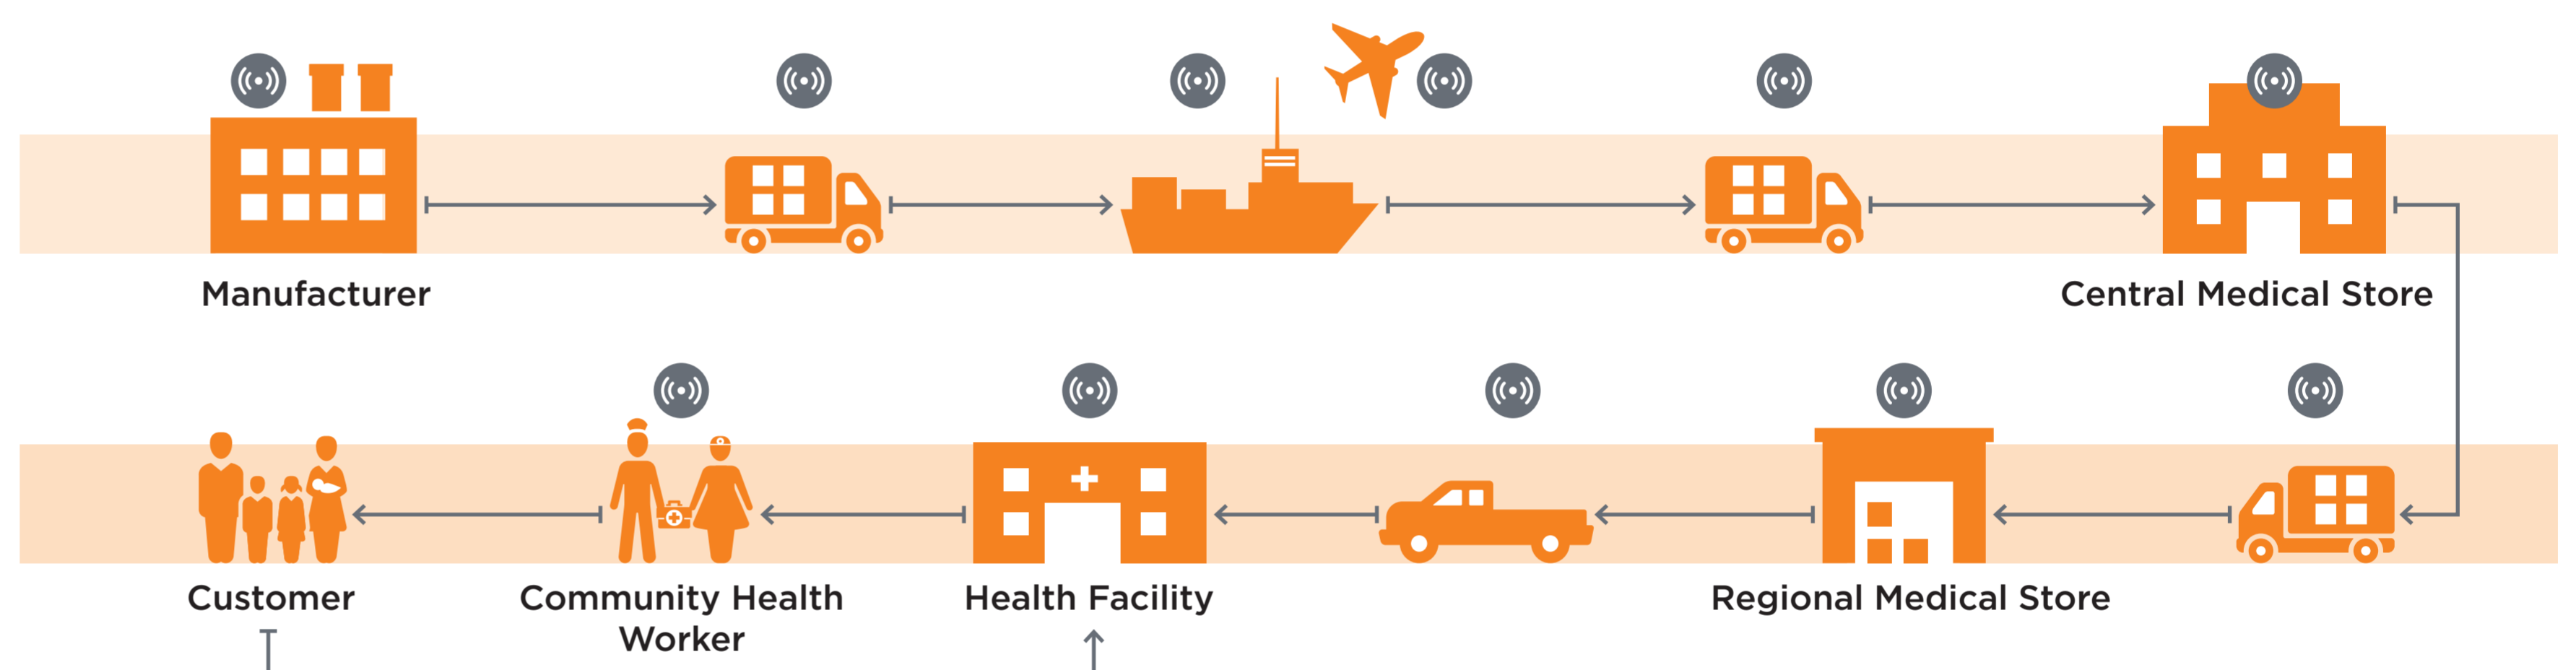 Manufacturer
Central Medical Store
Customer
Community Health
Worker
Health Facility
Regional Medical Store